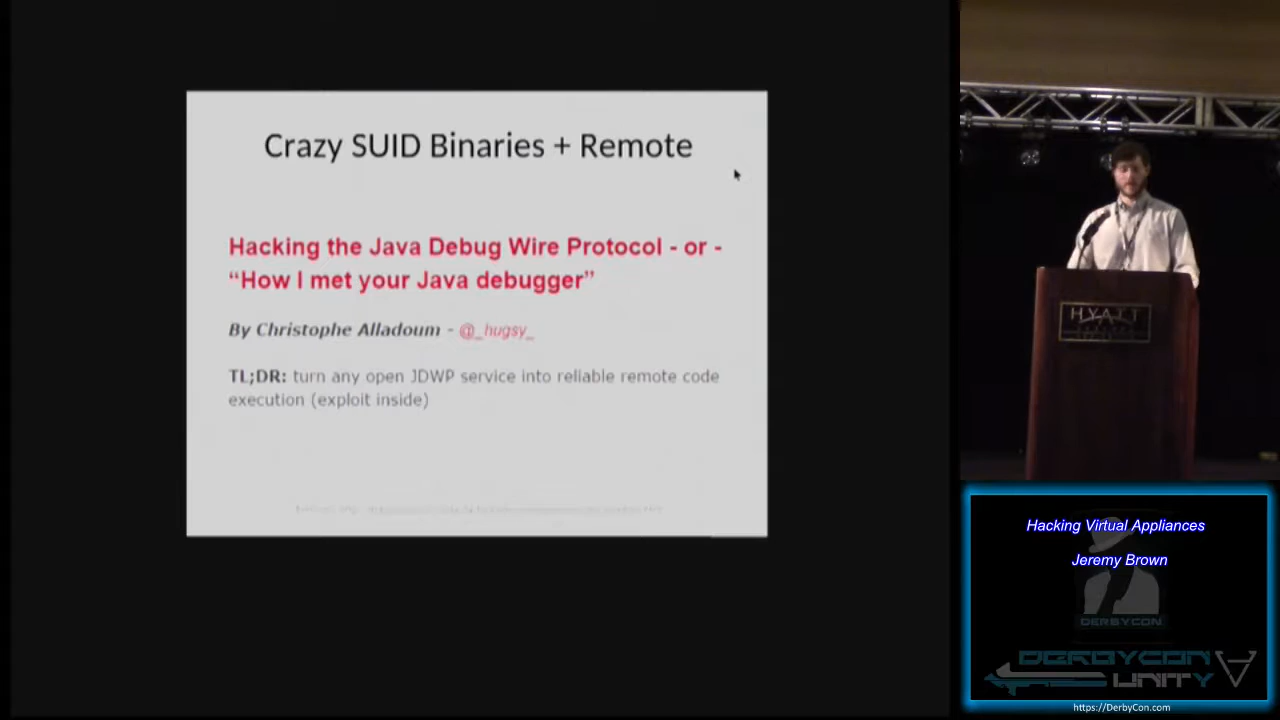 Crazy SUID Binaries + Remote
Hacking the Java Debug Wire Protocol - or -
“How I met your Java debugger”
By Christophe Alladoum - @_hugsy_
TL;DR: turn any open JDWP service into reliable remote code
execution (exploit inside)
HYATT
Hacking Virtual Appliances
Jeremy Brown
DERBYCON
DERBYCON
UNITY
https://DerbyCon.com